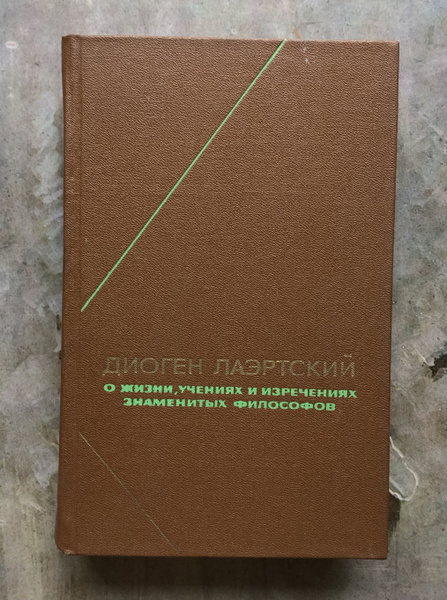 ДИОГЕН ЛАЭРТСКИЙ
О ЖИЗНИ, УЧЕНИЯХ И ИЗРЕЧЕНИЯХ
ЗНАМЕНИТЫХ ФИЛОСОФОВ